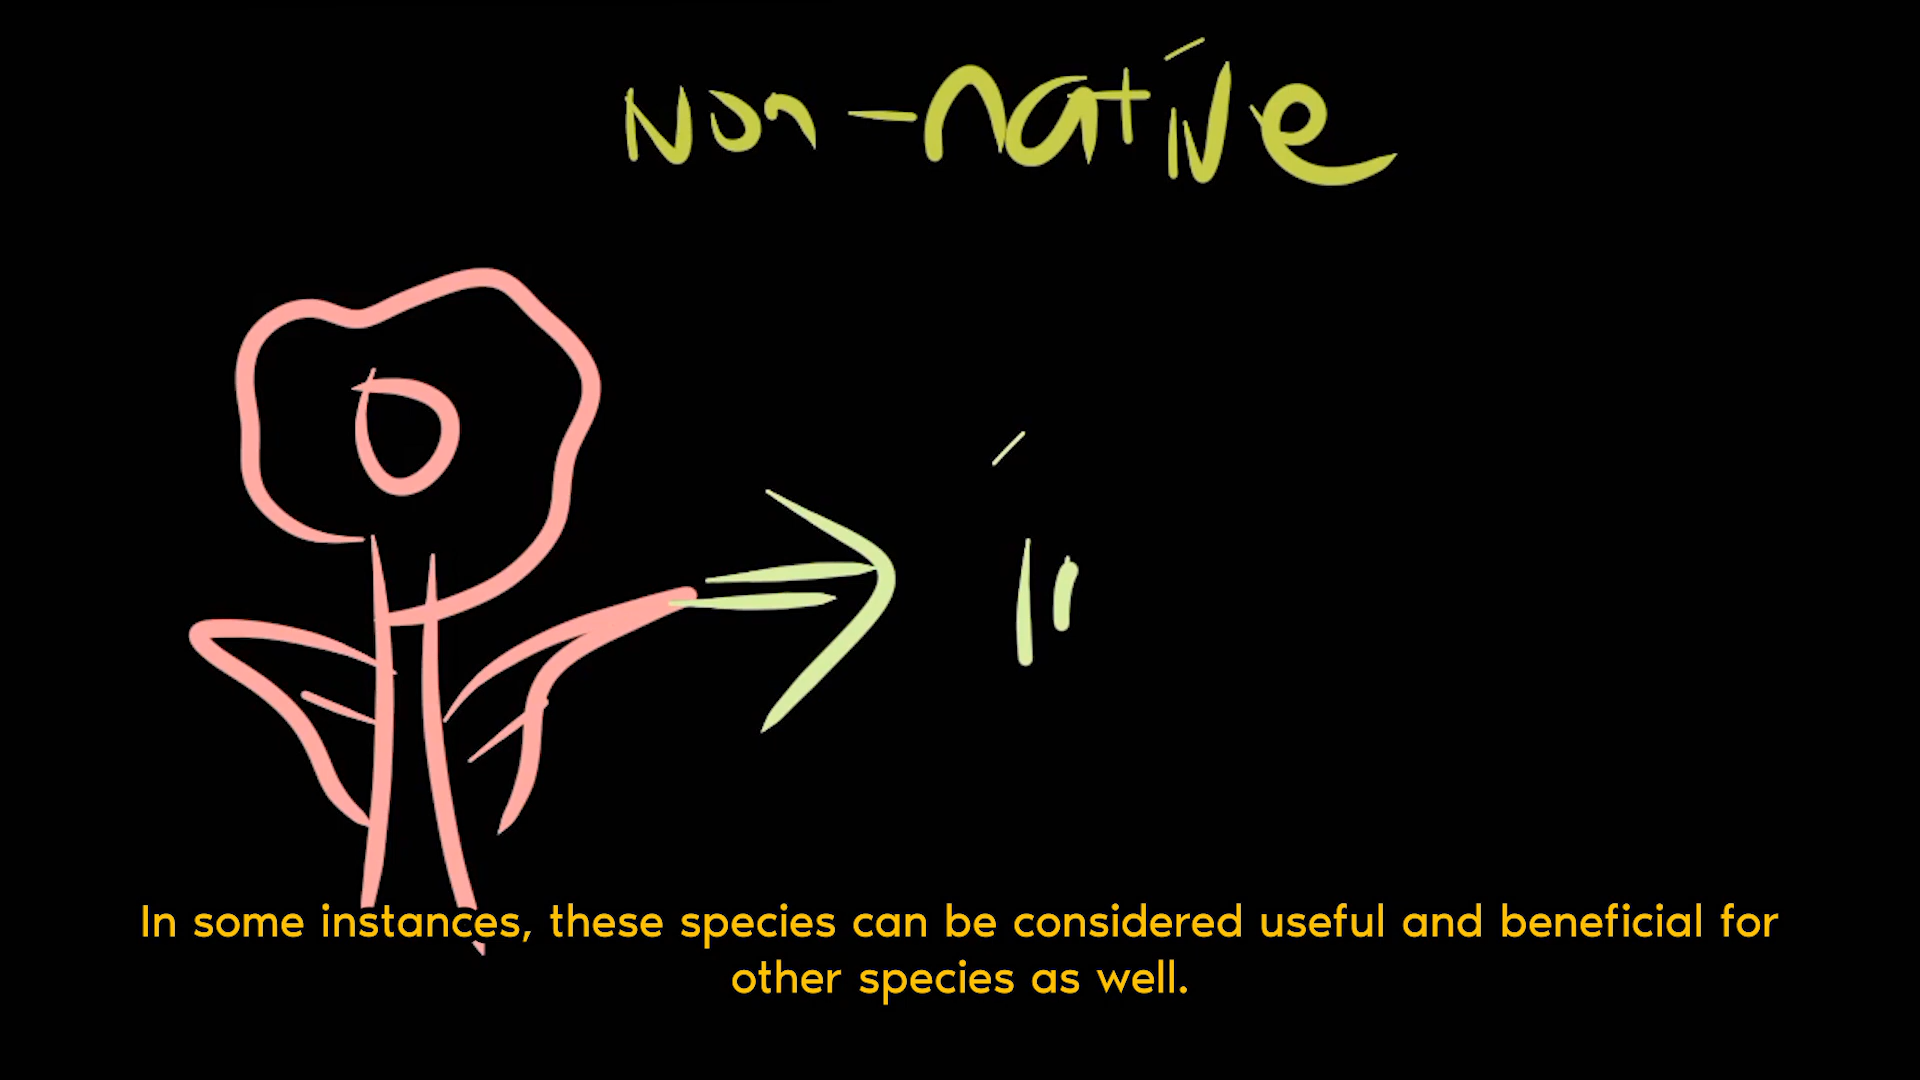 Non-native
In some instances, these species can be considered useful and beneficial for
other species as well.